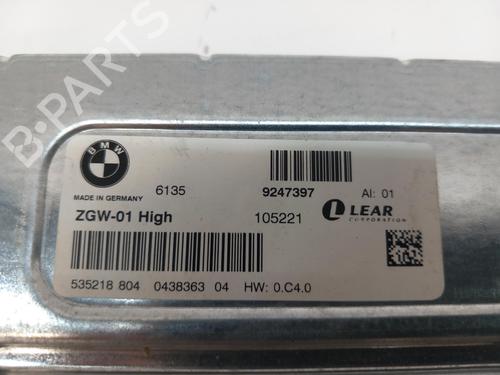 B-PARTS
BMW
MADE IN GERMANY
6135
9247397
AI: 01
ZGW-01 High
105221
LEAR
CORPORATION
535218 804 0438363 04 HW: 0.C4.0